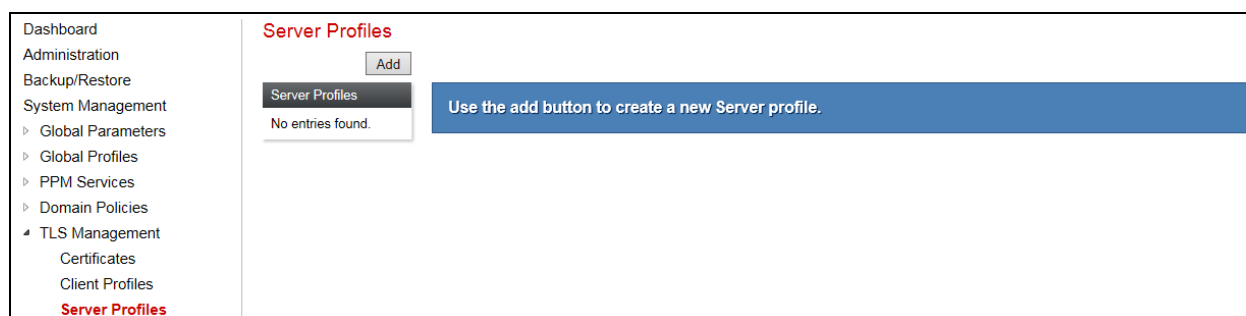 Dashboard
Administration
Backup/Restore
System Management
Global Parameters
Global Profiles
PPM Services
Domain Policies
TLS Management
Certificates
Client Profiles
Server Profiles
Server Profiles
Add
Server Profiles
No entries found.
Use the add button to create a new Server profile.